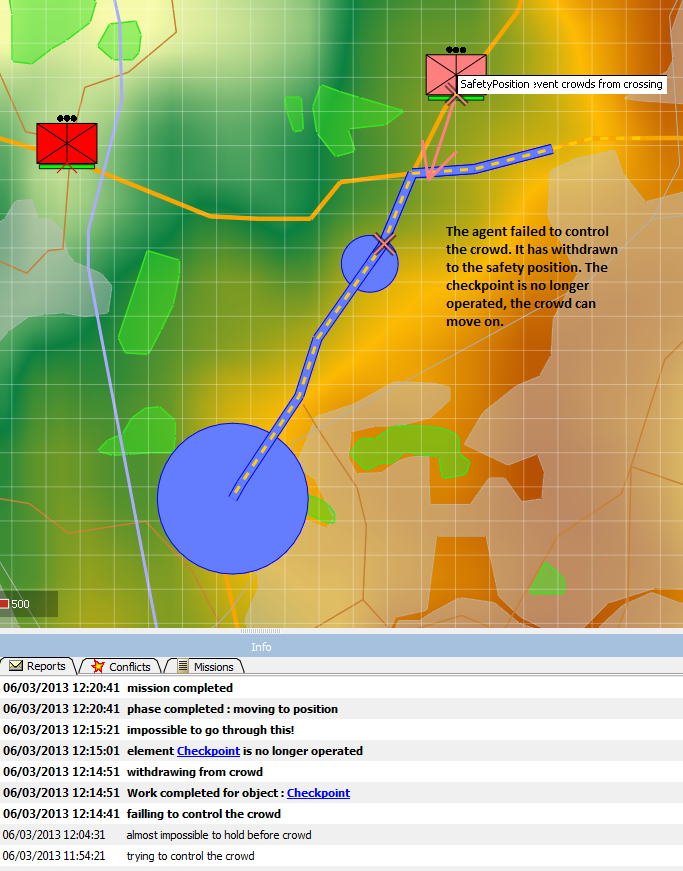 SafetyPosition :vent crowds from crossing
The agent failed to control
the crowd. It has withdrawn
to the safety position. The
checkpoint is no longer
operated, the crowd can
move on.
500
Info
Reports Conflicts Missions
06/03/2013 12:20:41 mission completed
06/03/2013 12:20:41 phase completed : moving to position
06/03/2013 12:15:21 impossible to go through this!
06/03/2013 12:15:01 element Checkpoint is no longer operated
06/03/2013 12:14:51 withdrawing from crowd
06/03/2013 12:14:51 Work completed for object : Checkpoint
06/03/2013 12:14:41 failling to control the crowd
06/03/2013 12:04:31 almost impossible to hold before crowd
06/03/2013 11:54:21 trying to control the crowd